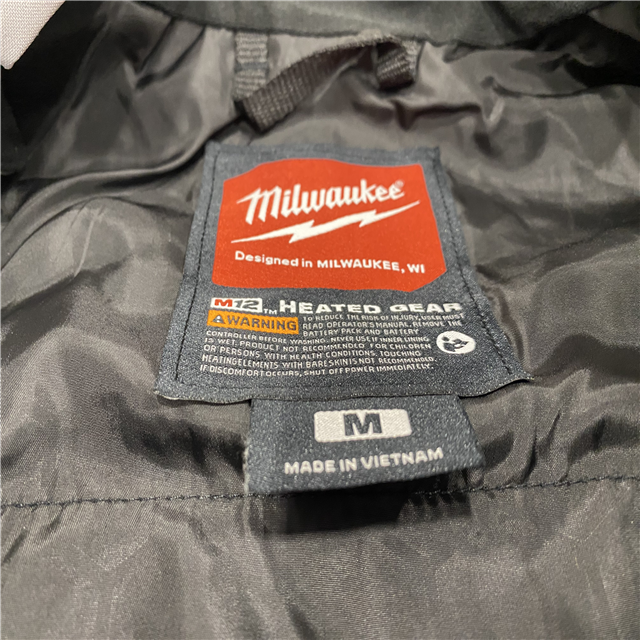 Milwaukee
Designed in MILWAUKEE, WI
M12™ HEATED GEAR
WARNING
TO REDUCE THE RISK OF INJURY, USER MUST
READ OPERATOR'S MANUAL. REMOVE THE
BATTERY PACK AND BATTERY
CONTROLLER BEFORE WASHING. NEVER USE IF INNER LINING
IS WET. PRODUCT NOT RECOMMENDED FOR CHILDREN
OR PERSONS WITH HEALTH CONDITIONS. TOUCHING
HEATING ELEMENTS WITH BARE SKIN IS NOT RECOMMENDED
IF DISCOMFORT OCCURS, SHUT OFF POWER IMMEDIATELY.
M
MADE IN VIETNAM